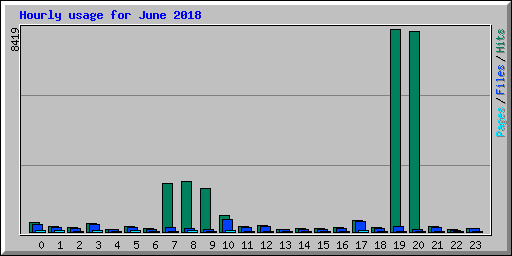 Hourly usage for June 2018
8419
Pages/Files/Hits
0 1 2 3 4 5 6 7 8 9 10 11 12 13 14 15 16 17 18 19 20 21 22 23